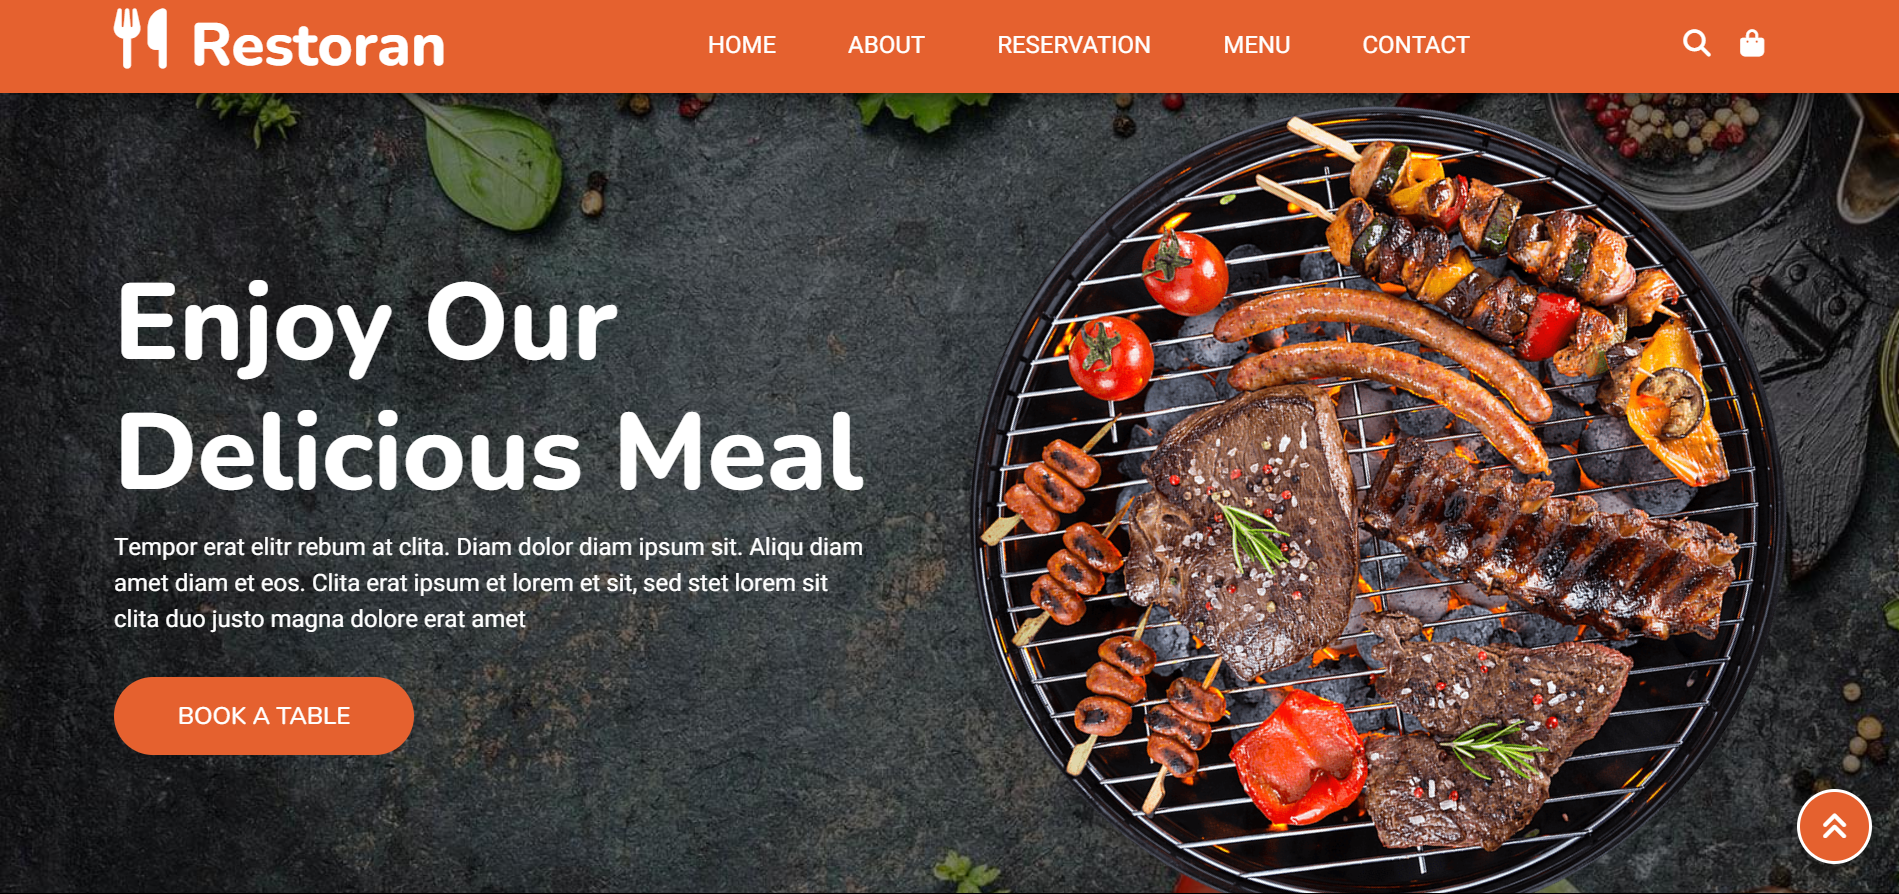 Restoran
HOME ABOUT RESERVATION MENU CONTACT
Enjoy Our
Delicious Meal
Tempor erat elitr rebum at clita. Diam dolor diam ipsum sit. Aliqu diam
amet diam et eos. Clita erat ipsum et lorem et sit, sed stet lorem sit
clita duo justo magna dolore erat amet
BOOK A TABLE